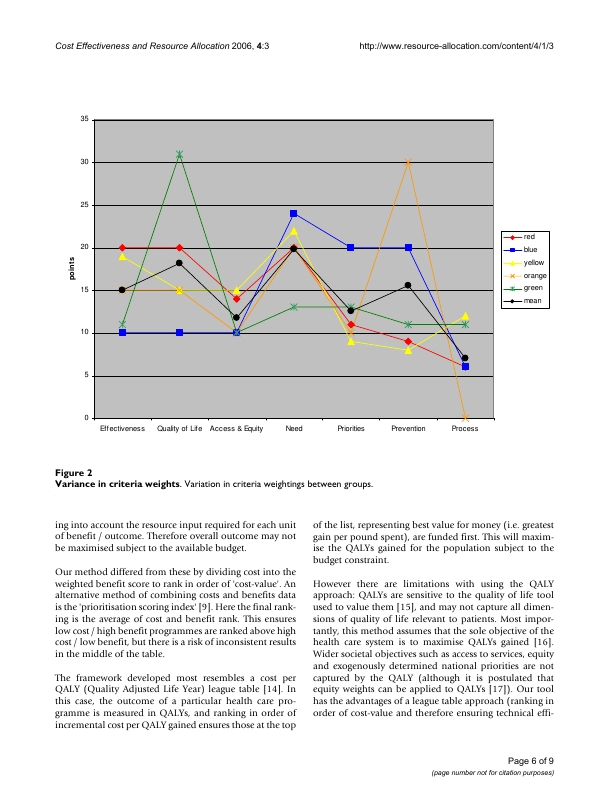 Cost Effectiveness and Resource Allocation 2006, 4:3
http://www.resource-allocation.com/content/4/1/3
35
30
25
20
15
10
5
0
points
Effectiveness
Quality of Life
Access & Equity
Need
Priorities
Prevention
Process
red
blue
yellow
orange
green
mean
Figure 2
Variance in criteria weights. Variation in criteria weightings between groups.
ing into account the resource input required for each unit
of benefit / outcome. Therefore overall outcome may not
be maximised subject to the available budget.
Our method differed from these by dividing cost into the
weighted benefit score to rank in order of 'cost-value'. An
alternative method of combining costs and benefits data
is the 'prioritisation scoring index' [9]. Here the final rank-
ing is the average of cost and benefit rank. This ensures
low cost / high benefit programmes are ranked above high
cost / low benefit, but there is a risk of inconsistent results
in the middle of the table.
The framework developed most resembles a cost per
QALY (Quality Adjusted Life Year) league table [14]. In
this case, the outcome of a particular health care pro-
gramme is measured in QALYs, and ranking in order of
incremental cost per QALY gained ensures those at the top
of the list, representing best value for money (i.e. greatest
gain per pound spent), are funded first. This will maxim-
ise the QALYs gained for the population subject to the
budget constraint.
However there are limitations with using the QALY
approach: QALYs are sensitive to the quality of life tool
used to value them [15], and may not capture all dimen-
sions of quality of life relevant to patients. Most impor-
tantly, this method assumes that the sole objective of the
health care system is to maximise QALYs gained [16].
Wider societal objectives such as access to services, equity
and exogenously determined national priorities are not
captured by the QALY (although it is postulated that
equity weights can be applied to QALYs [17]). Our tool
has the advantages of a league table approach (ranking in
order of cost-value and therefore ensuring technical effi-
Page 6 of 9
(page number not for citation purposes)